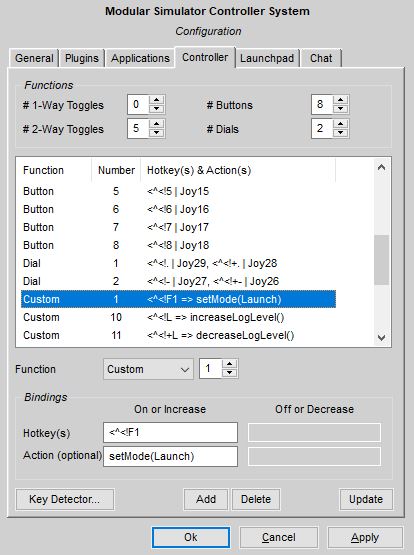 Modular Simulator Controller System
Configuration
General Plugins Applications Controller Launchpad Chat
Functions
# 1-Way Toggles 0 # Buttons 8
# 2-Way Toggles 5 # Dials 2
Function Number Hotkey(s) & Action(s)
Button 5 <^<!5 | Joy15
Button 6 <^<!6 | Joy16
Button 7 <^<!7 | Joy17
Button 8 <^<!8 | Joy18
Dial 1 <^<!. | Joy29, <^<!+. | Joy28
Dial 2 <^<!- | Joy27, <^<!+- | Joy26
Custom 1 <^<!F1 => setMode(Launch)
Custom 10 <^<!L => increaseLogLevel()
Custom 11 <^<!+L => decreaseLogLevel()
Function Custom 1
Bindings
On or Increase Off or Decrease
Hotkey(s) <^<!F1
Action (optional) setMode(Launch)
Key Detector... Add Delete Update
Ok Cancel Apply